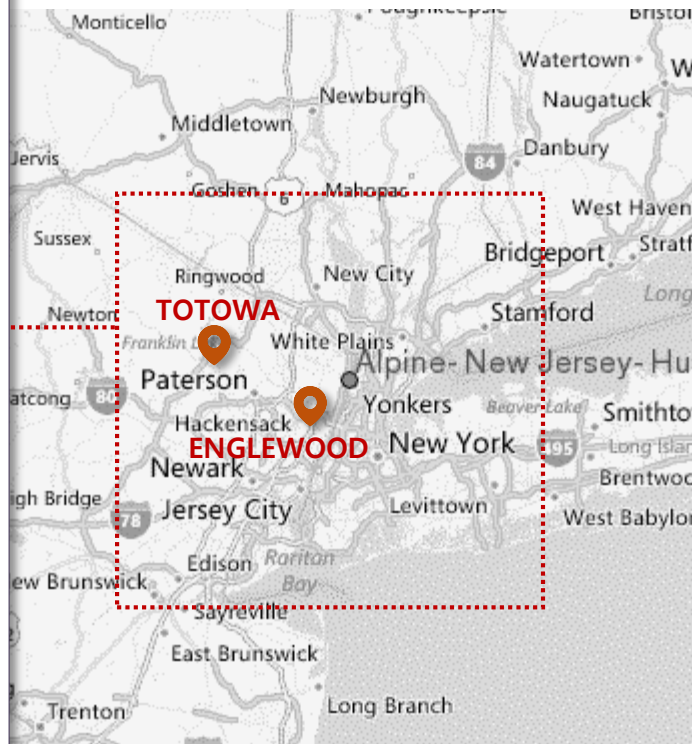 Monticello
Bristol
Watertown
Newburgh
Naugatuck
Middletown
Danbury
Jervis
84
Goshen
6
Mahopac
West Haven
Sussex
Bridgeport
Stratf
Ringwood
New City
Long
Newton
TOTOWA
Stamford
Franklin
White Plains
Alpine- New Jersey- Hu
Paterson
80
atcong
Yonkers
Beaver Lake
Smithto
Hackensack
ENGLEWOOD
New York
495
Long Islan
Newark
Brentwoo
igh Bridge
Jersey City
Levittown
78
West Babylon
Edison
Raritan
Bay
ew Brunswick
Sayreville
East Brunswick
Long Branch
Trenton